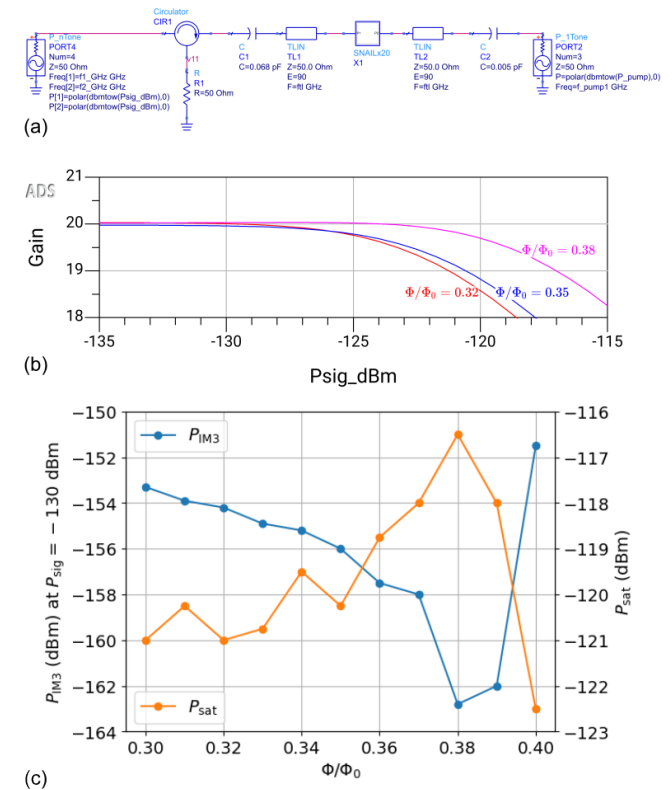 Circulator
CIR1
P_nTone
PORT4
Num=4
Z=50 Ohm
Freq[1]=f1_GHz GHz
Freq[2]=f2_GHz GHz
P[1]=polar(dbmtow(Psig_dBm),0)
P[2]=polar(dbmtow(Psig_dBm),0)
v11
R
R1
R=50 Ohm
C
C1
C=0.068 pF
TLIN
TL1
Z=50.0 Ohm
E=90
F=ftl GHz
SNAILx20
X1
TLIN
TL2
Z=50.0 Ohm
E=90
F=ftl GHz
C
C2
C=0.005 pF
P_1Tone
PORT2
Num=3
Z=50 Ohm
P=polar(dbmtow(P_pump),0)
Freq=f_pump1 GHz
(a)
ADS
Gain
21
20
19
18
Φ/Φ₀ = 0.38
Φ/Φ₀ = 0.32
Φ/Φ₀ = 0.35
-135 -130 -125 -120 -115
Psig_dBm
(b)
P_IM3 (dBm) at P_sig = − 130 dBm
−150
−152
−154
−156
−158
−160
−162
−164
P_IM3
P_sat
−116
−117
−118
−119
−120
−121
−122
−123
P_sat (dBm)
0.30 0.32 0.34 0.36 0.38 0.40
Φ/Φ₀
(c)